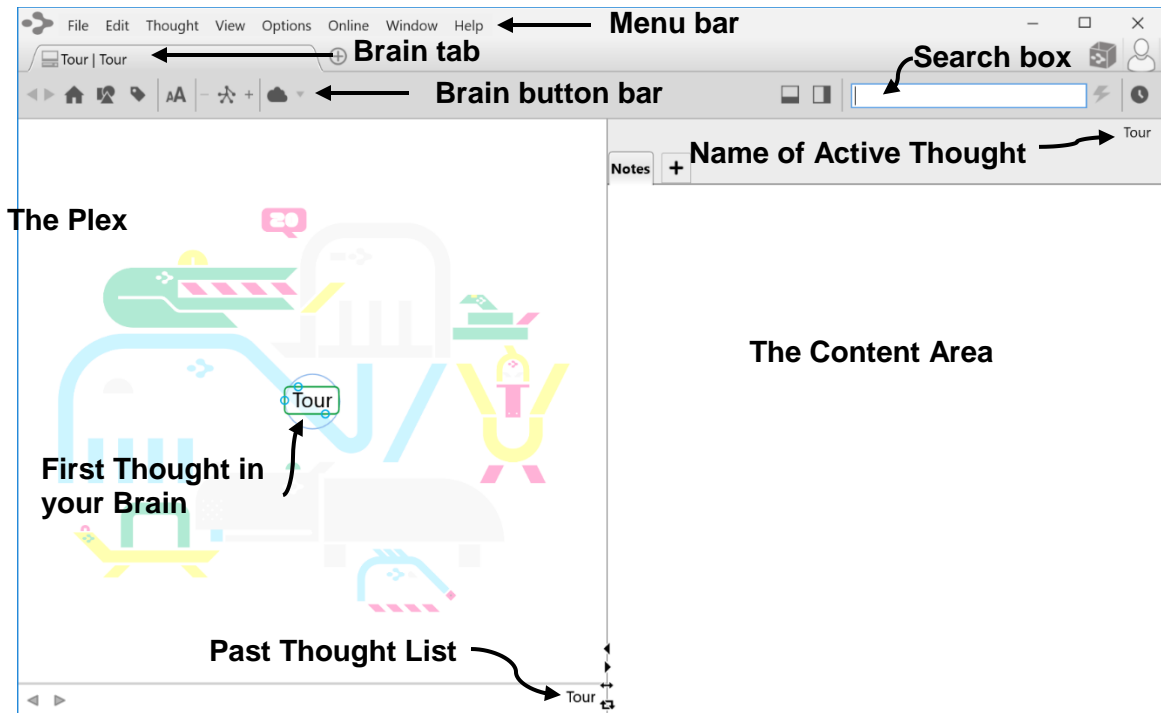 File Edit Thought View Options Online Window Help
Menu bar
Tour | Tour
Brain tab
Search box
AA
Brain button bar
Tour
Name of Active Thought
Notes
The Plex
The Content Area
Tour
First Thought in
your Brain
Past Thought List
Tour